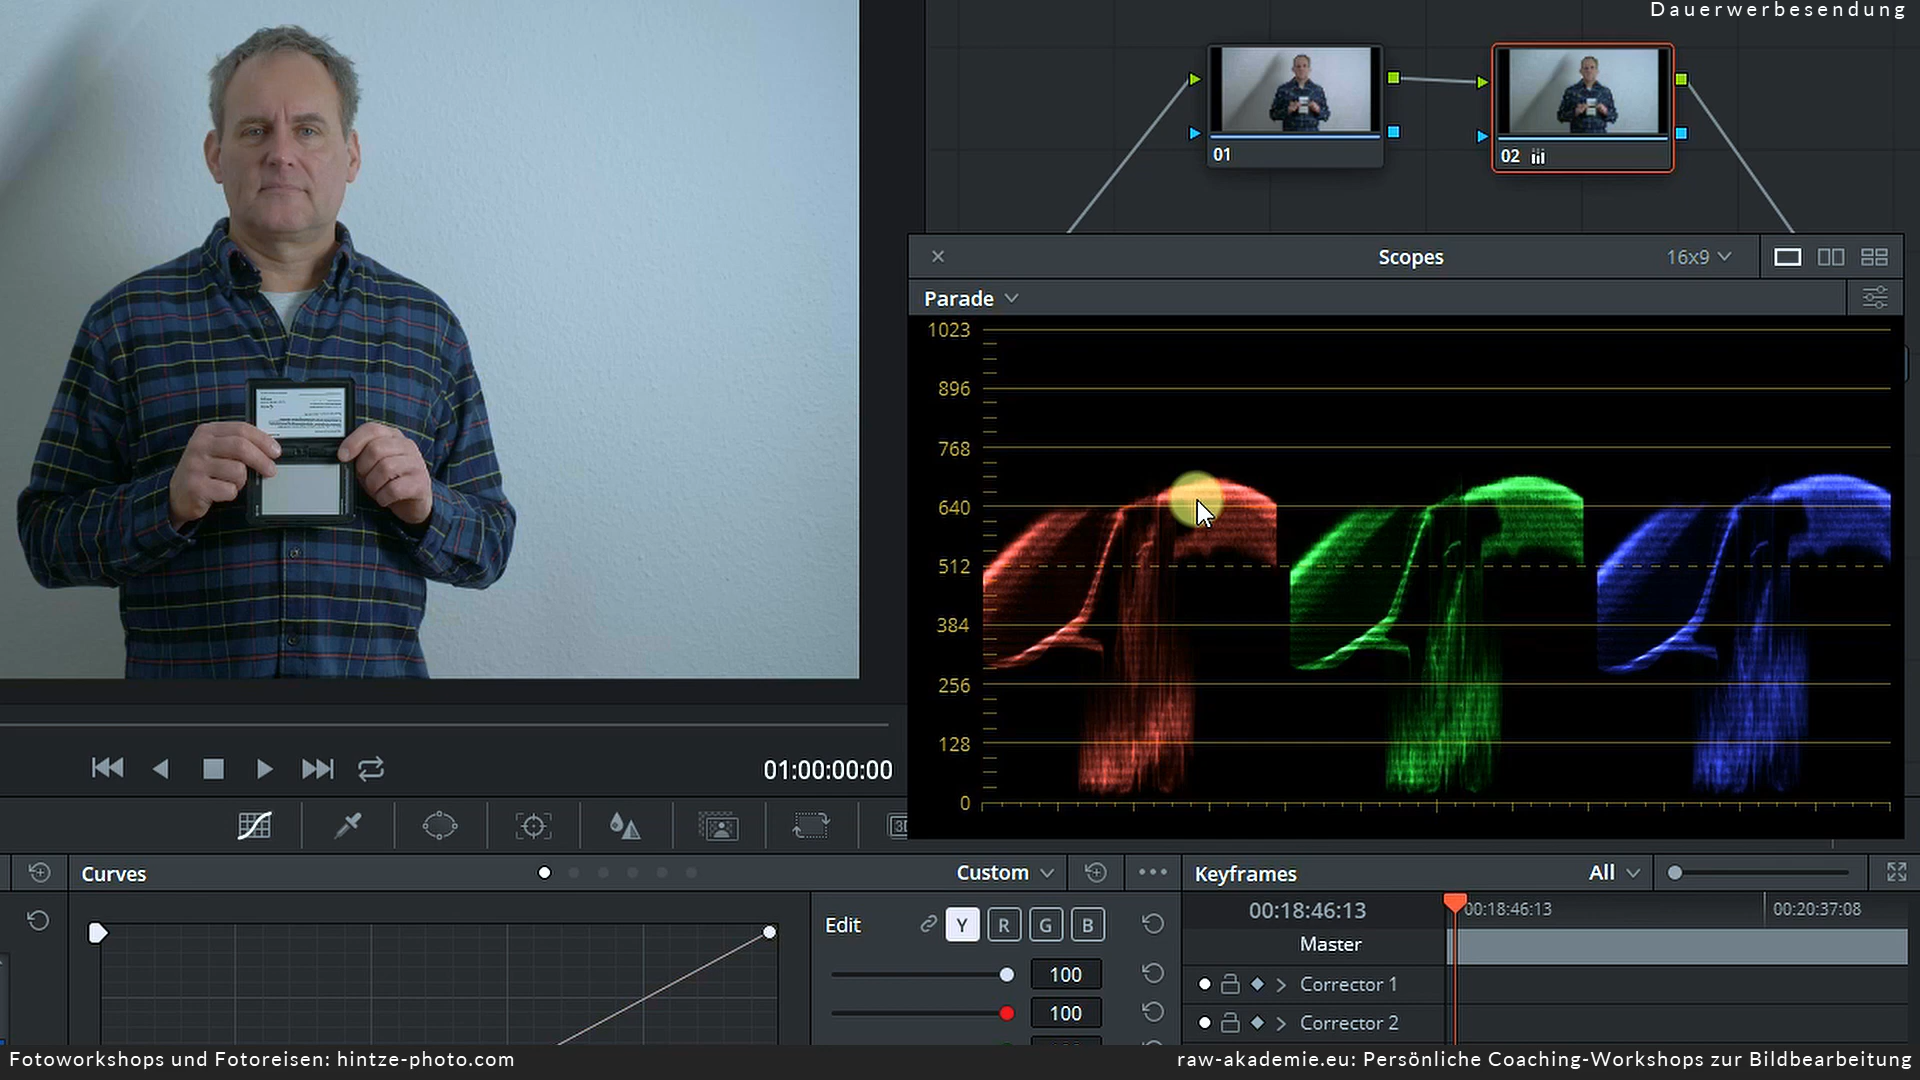 Dauerwerbesendung
01
02
Scopes
16x9
Parade
1023
896
768
640
512
384
256
128
0
01:00:00:00
3D
Curves
Custom
Keyframes
All
Edit
Y
R
G
B
100
100
00:18:46:13
00:18:46:13
00:20:37:08
Master
Corrector 1
Corrector 2
Fotoworkshops und Fotoreisen: hintze-photo.com
raw-akademie.eu: Persönliche Coaching-Workshops zur Bildbearbeitung